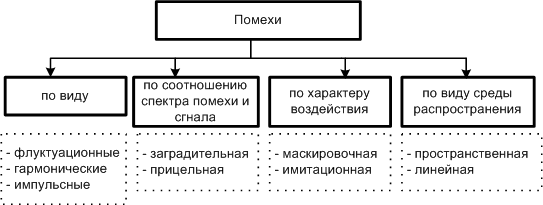 Помехи
по виду
по соотношению
спектра помехи и
сгнала
по характеру
воздействия
по виду среды
распространения
- флуктуационные
- гармонические
- импульсные
- заградительная
- прицельная
- маскировочная
- имитационная
- пространственная
- линейная